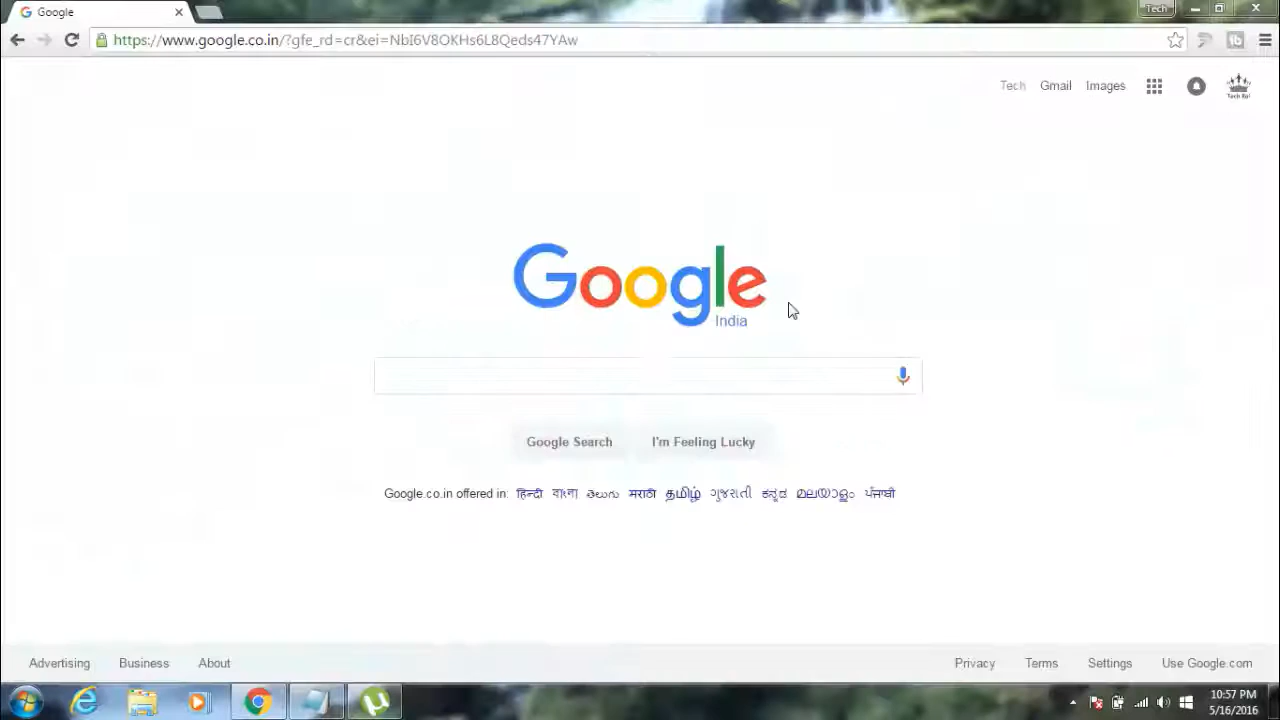 Google
Tech
https://www.google.co.in/?gfe_rd=cr&ei=NbI6V8OKHs6L8Qeds47YAw
Tech Gmail Images
Google
India
Google Search I'm Feeling Lucky
Google.co.in offered in: हिन्दी বাংলা తెలుగు मराठी தமிழ் ગુજરાતી ಕನ್ನಡ മലയാളം ਪੰਜਾਬੀ
Advertising Business About Privacy Terms Settings Use Google.com
10:57 PM
5/16/2016